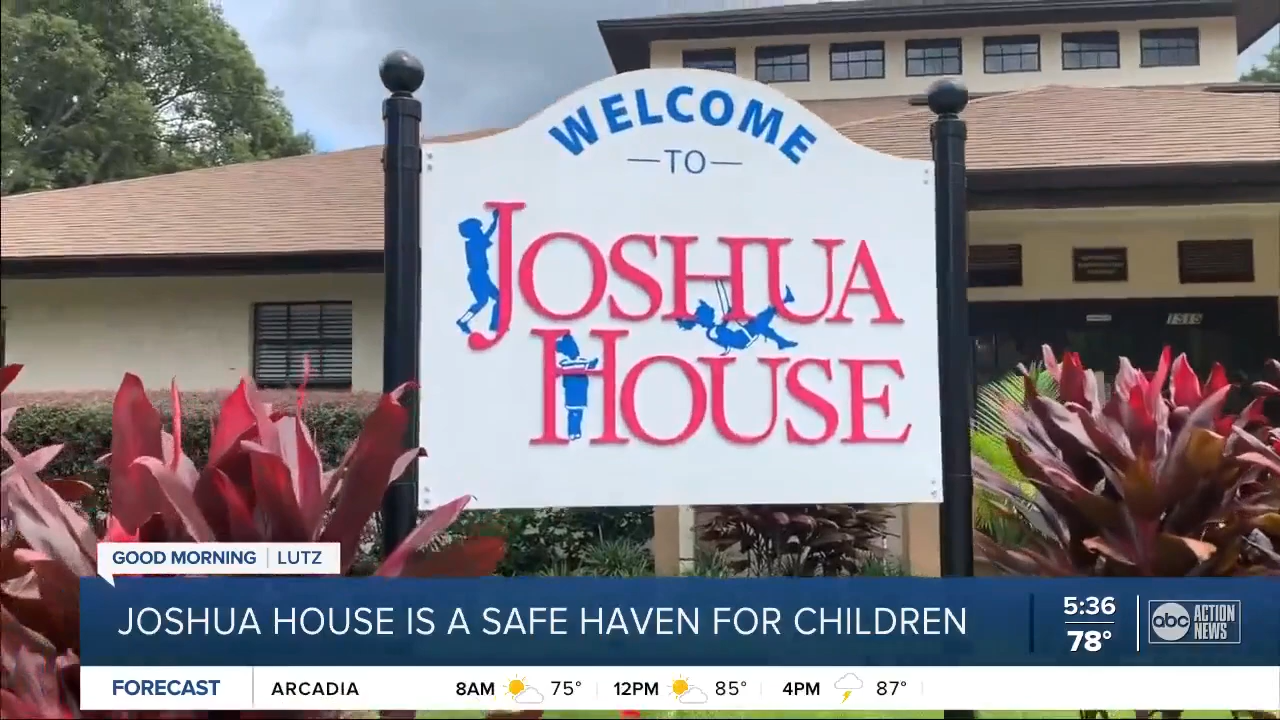 WELCOME
TO
JOSHUA
HOUSE
1515
GOOD MORNING LUTZ
JOSHUA HOUSE IS A SAFE HAVEN FOR CHILDREN
5:36
78°
abc ACTION NEWS
FORECAST ARCADIA 8AM 75° 12PM 85° 4PM 87°